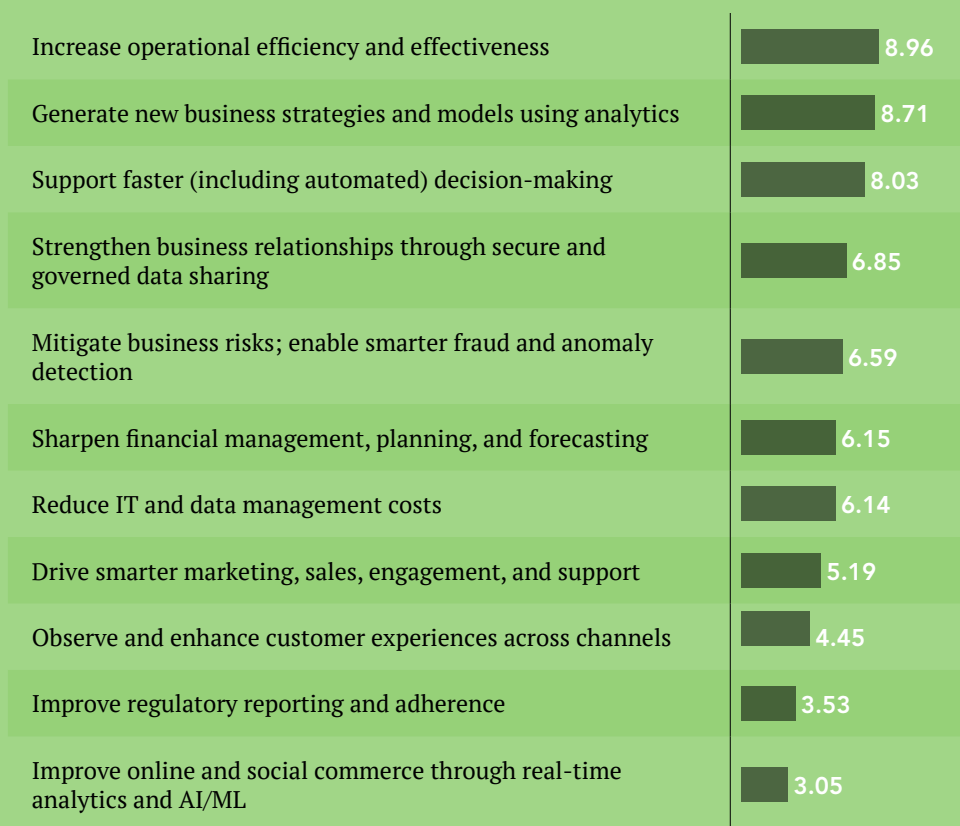 Increase operational efficiency and effectiveness 8.96
Generate new business strategies and models using analytics 8.71
Support faster (including automated) decision-making 8.03
Strengthen business relationships through secure and
governed data sharing 6.85
Mitigate business risks; enable smarter fraud and anomaly
detection 6.59
Sharpen financial management, planning, and forecasting 6.15
Reduce IT and data management costs 6.14
Drive smarter marketing, sales, engagement, and support 5.19
Observe and enhance customer experiences across channels 4.45
Improve regulatory reporting and adherence 3.53
Improve online and social commerce through real-time
analytics and AI/ML 3.05